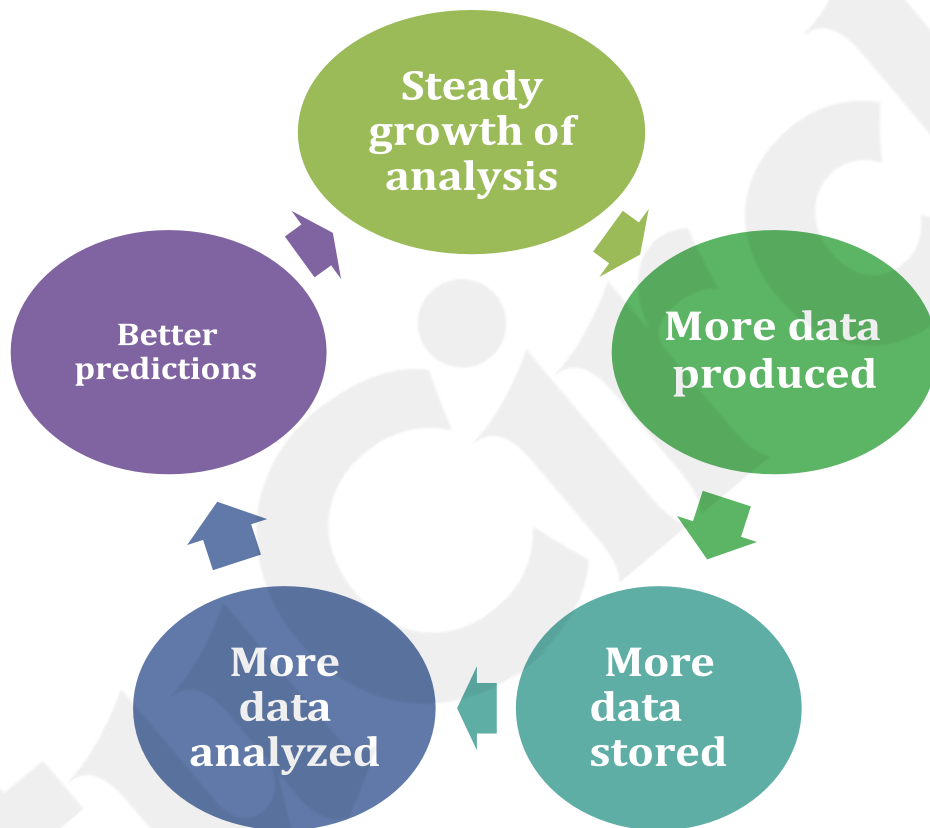 Steady
growth of
analysis
More data
produced
More
data
stored
More
data
analyzed
Better
predictions